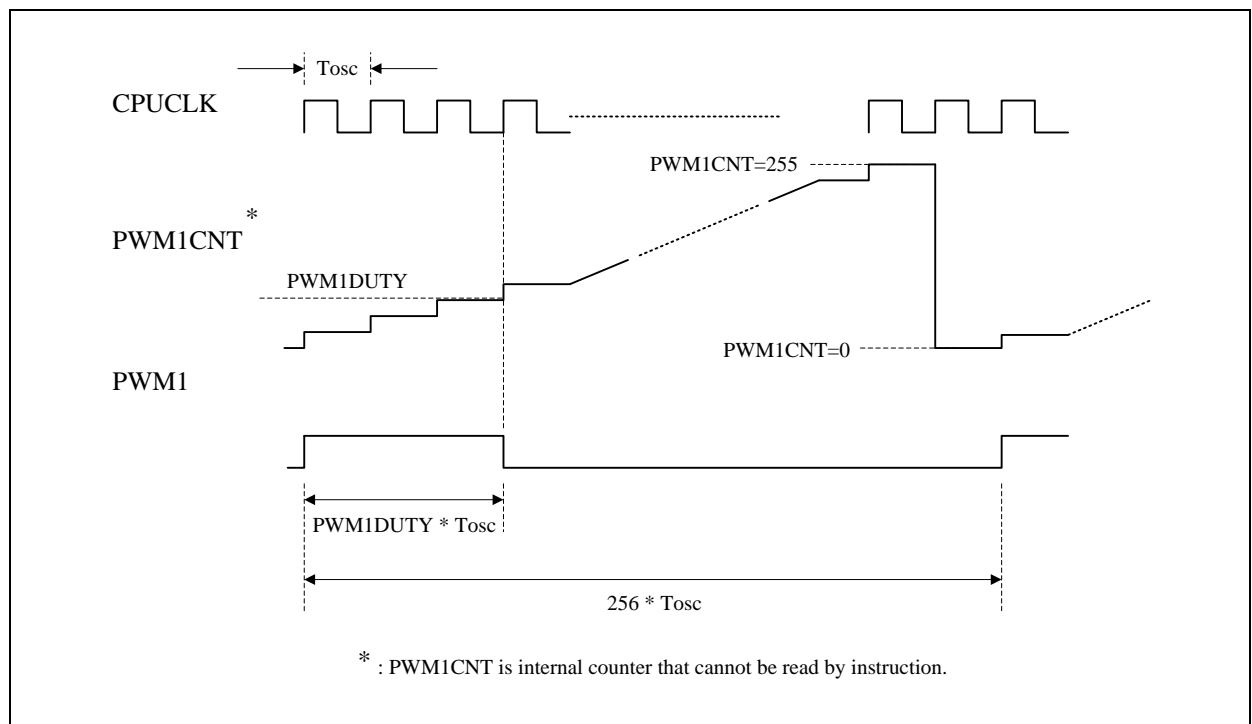 Tosc
CPUCLK
PWM1CNT=255
*
PWM1CNT
PWM1DUTY
PWM1CNT=0
PWM1
PWM1DUTY * Tosc
256 * Tosc
* : PWM1CNT is internal counter that cannot be read by instruction.